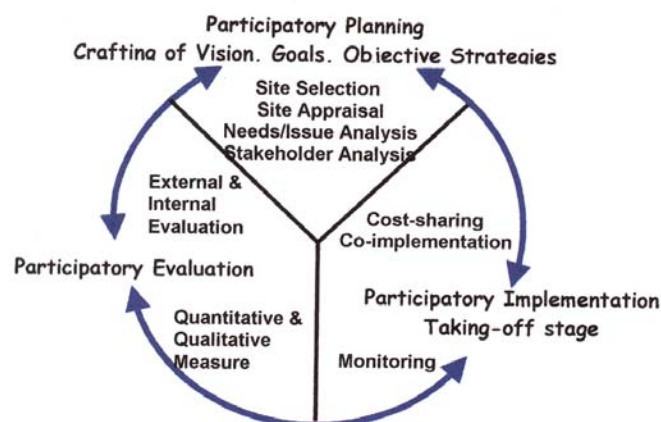 Participatory Planning
Crafting of Vision. Goals. Objective Strategies
Site Selection
Site Appraisal
Needs/Issue Analysis
Stakeholder Analysis
External &
Internal
Evaluation
Cost-sharing
Co-implementation
Participatory Evaluation
Participatory Implementation
Taking-off stage
Quantitative &
Qualitative
Measure
Monitoring